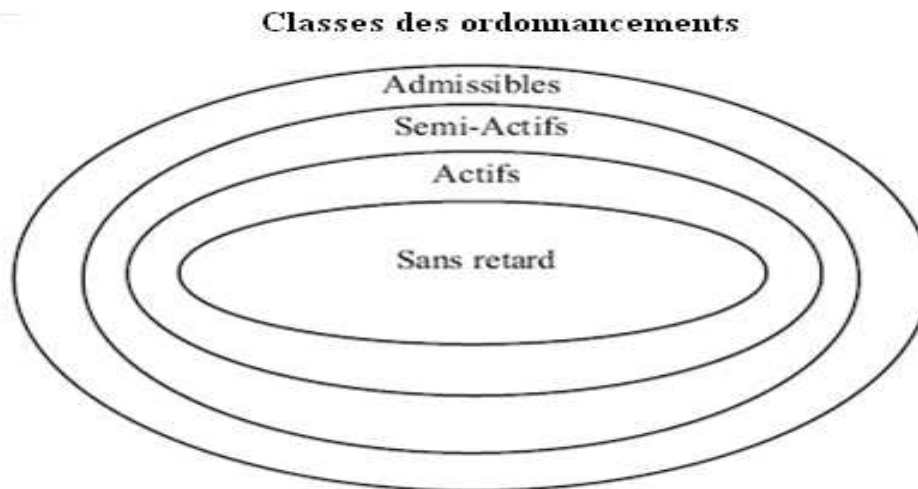 Classes des ordonnancements
Admissibles
Semi-Actifs
Actifs
Sans retard